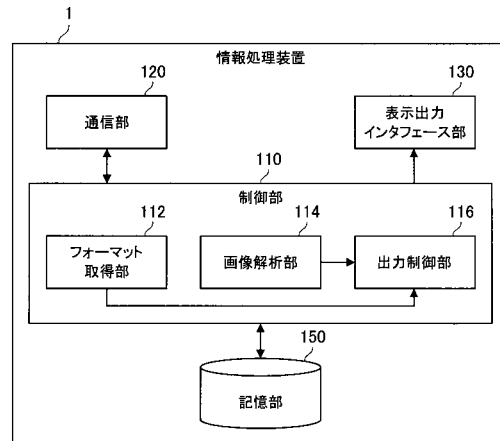 1
情報処理装置
120
130
通信部
表示出力
インタフェース部
110
制御部
112
114
116
フォーマット
取得部
画像解析部
出力制御部
150
記憶部